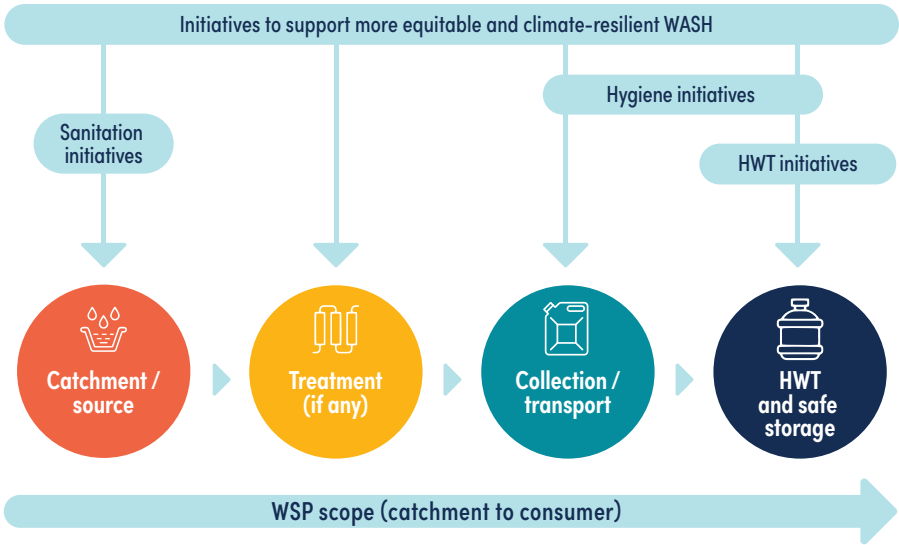 Initiatives to support more equitable and climate-resilient WASH
Hygiene initiatives
Sanitation
initiatives
HWT initiatives
Catchment /
source
Treatment
(if any)
Collection /
transport
HWT
and safe
storage
WSP scope (catchment to consumer)